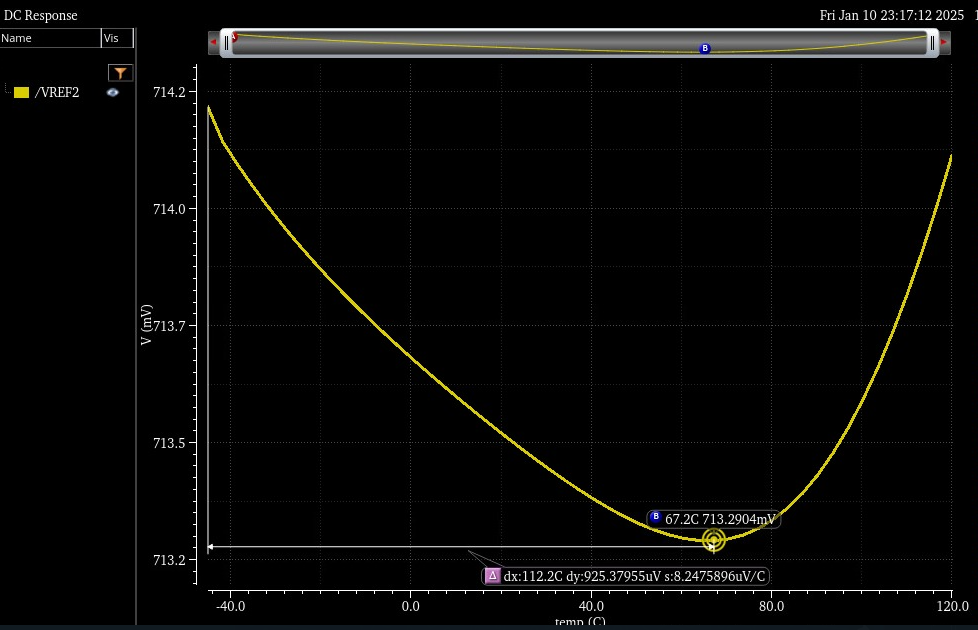 DC Response
Fri Jan 10 23:17:12 2025
Name Vis
A
B
/VREF2
714.2
714.0
713.7
713.5
713.2
V (mV)
B 67.2C 713.2904mV
Δ dx:112.2C dy:925.37955uV s:8.2475896uV/C
-40.0 0.0 40.0 80.0 120.0
temp (C)